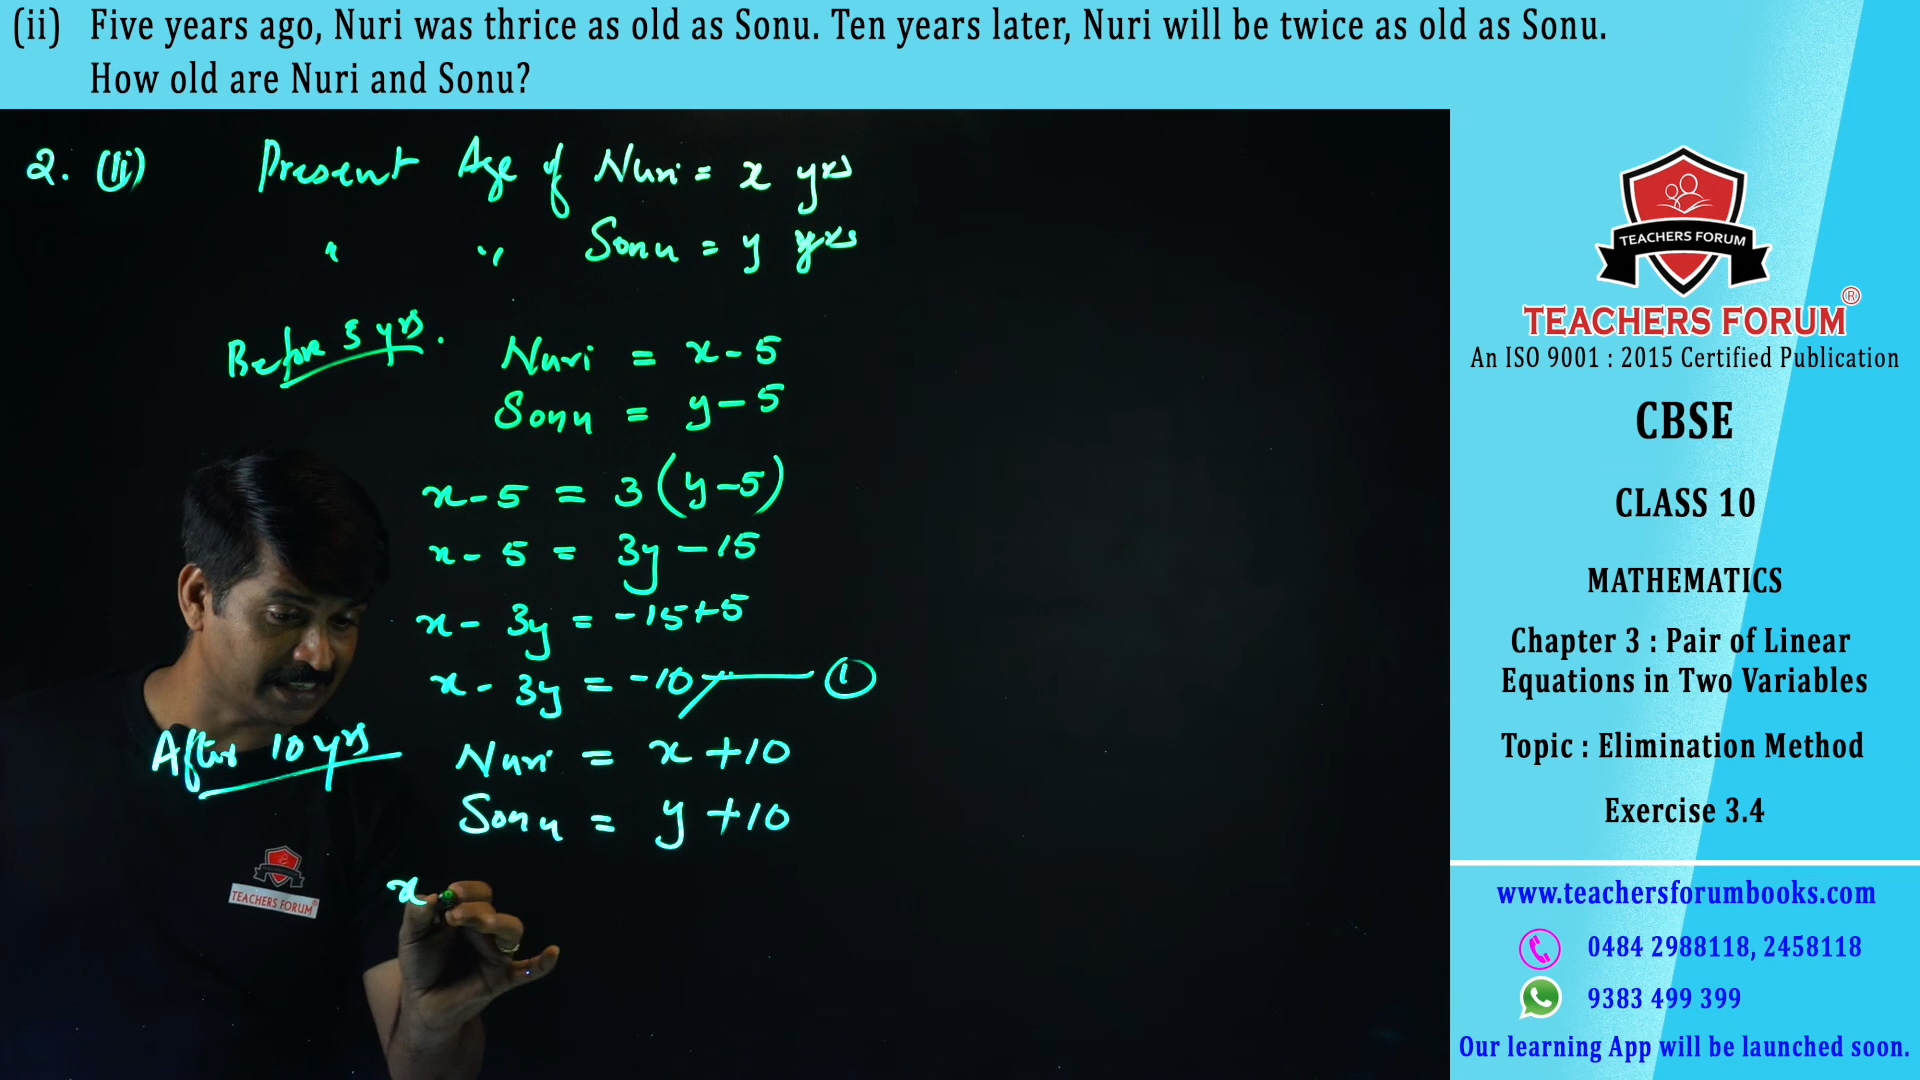 (ii) Five years ago, Nuri was thrice as old as Sonu. Ten years later, Nuri will be twice as old as Sonu.
How old are Nuri and Sonu?
2. (ii) Present Age of Nuri = x yrs
" " Sonu = y yrs
Before 5 yrs. Nuri = x - 5
Sonu = y - 5
x - 5 = 3 (y - 5)
x - 5 = 3y - 15
x - 3y = -15 + 5
x - 3y = -10 ①
After 10 yrs Nuri = x + 10
Sonu = y + 10
x
TEACHERS FORUM
TEACHERS FORUM
TEACHERS FORUM ®
An ISO 9001 : 2015 Certified Publication
CBSE
CLASS 10
MATHEMATICS
Chapter 3 : Pair of Linear
Equations in Two Variables
Topic : Elimination Method
Exercise 3.4
www.teachersforumbooks.com
0484 2988118, 2458118
9383 499 399
Our learning App will be launched soon.